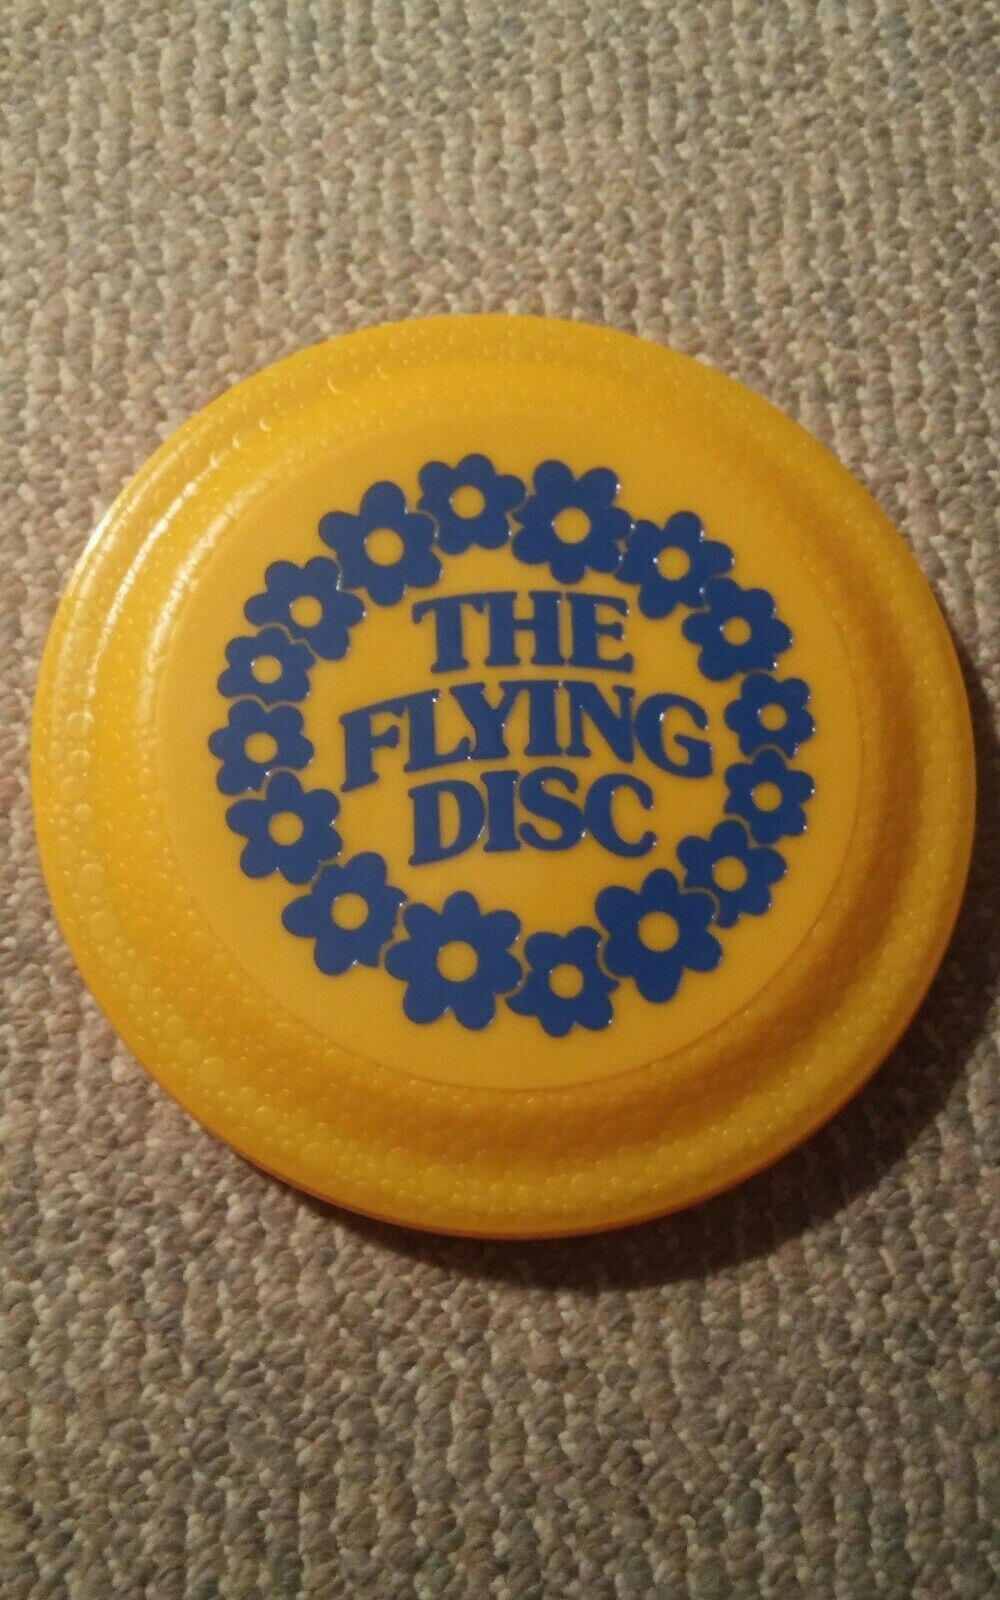 THE
FLYING
DISC